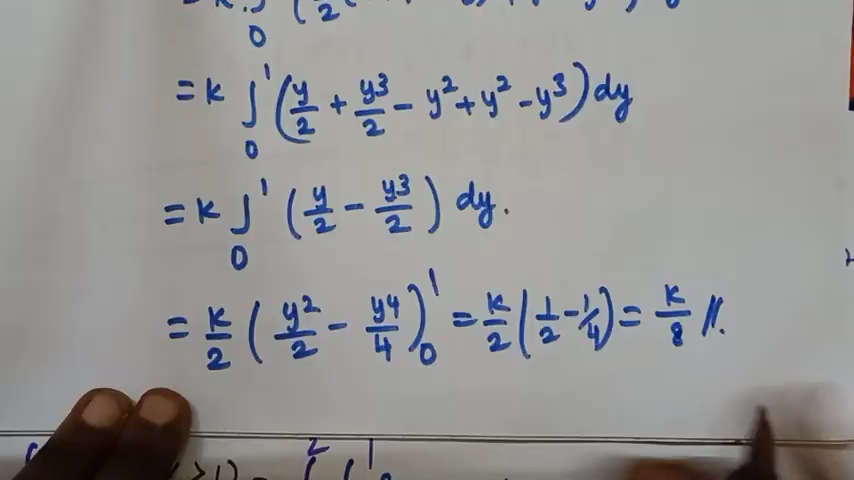 = k ∫₀¹ (y/2 + y³/2 − y² + y² − y³) dy
= k ∫₀¹ (y/2 − y³/2) dy.
= k/2 (y²/2 − y⁴/4)₀¹ = k/2 (1/2 − 1/4) = k/8 //.